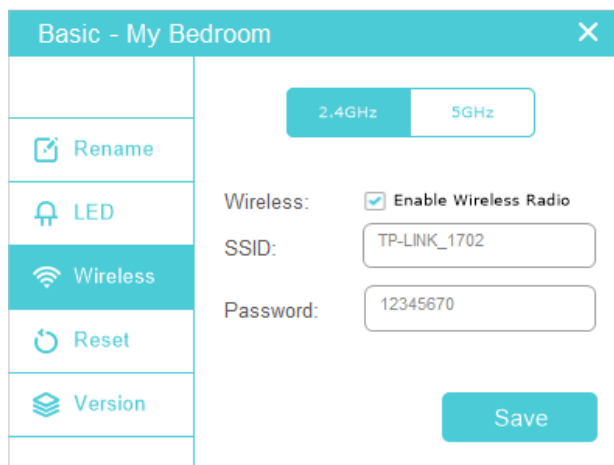 Basic - My Bedroom
2.4GHz 5GHz
Rename
LED
Wireless
Reset
Version
Wireless: Enable Wireless Radio
SSID: TP-LINK_1702
Password: 12345670
Save